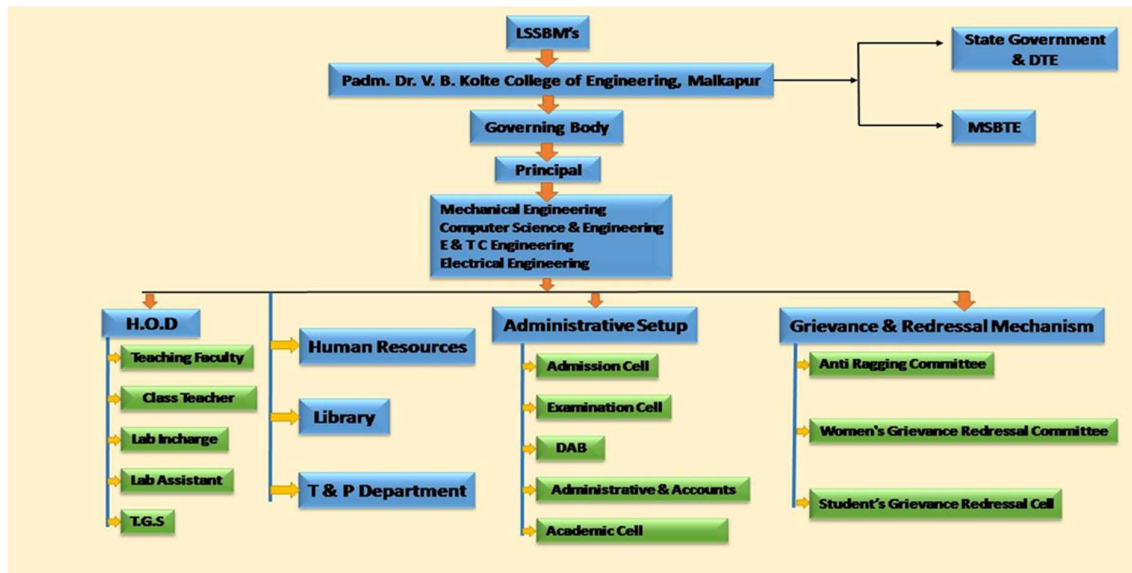 LSSBM's
State Government
& DTE
Padm. Dr. V. B. Kolte College of Engineering, Malkapur
Governing Body
MSBTE
Principal
Mechanical Engineering
Computer Science & Engineering
E & T C Engineering
Electrical Engineering
H.O.D
Teaching Faculty
Class Teacher
Lab Incharge
Lab Assistant
T.G.S
Human Resources
Library
T & P Department
Administrative Setup
Admission Cell
Examination Cell
DAB
Administrative & Accounts
Academic Cell
Grievance & Redressal Mechanism
Anti Ragging Committee
Women's Grievance Redressal Committee
Student's Grievance Redressal Cell